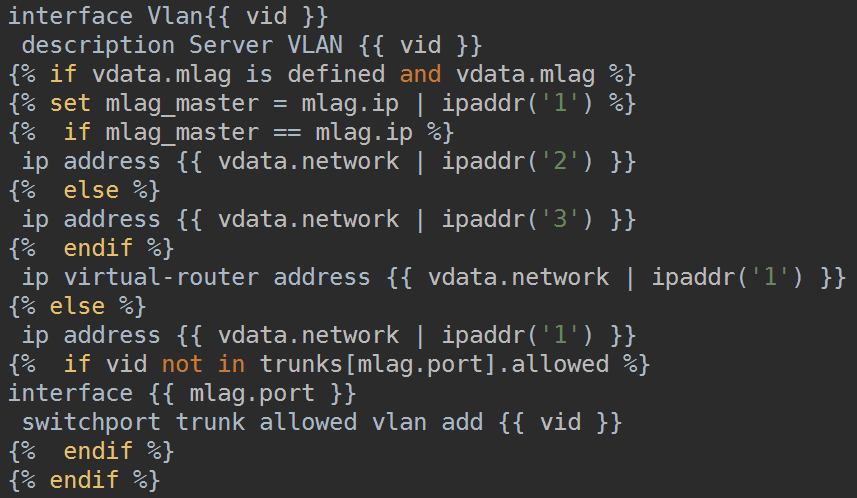 interface Vlan{{ vid }}
 description Server VLAN {{ vid }}
{% if vdata.mlag is defined and vdata.mlag %}
{% set mlag_master = mlag.ip | ipaddr('1') %}
{%  if mlag_master == mlag.ip %}
 ip address {{ vdata.network | ipaddr('2') }}
{%  else %}
 ip address {{ vdata.network | ipaddr('3') }}
{%  endif %}
 ip virtual-router address {{ vdata.network | ipaddr('1') }}
{% else %}
 ip address {{ vdata.network | ipaddr('1') }}
{%  if vid not in trunks[mlag.port].allowed %}
interface {{ mlag.port }}
 switchport trunk allowed vlan add {{ vid }}
{%  endif %}
{% endif %}